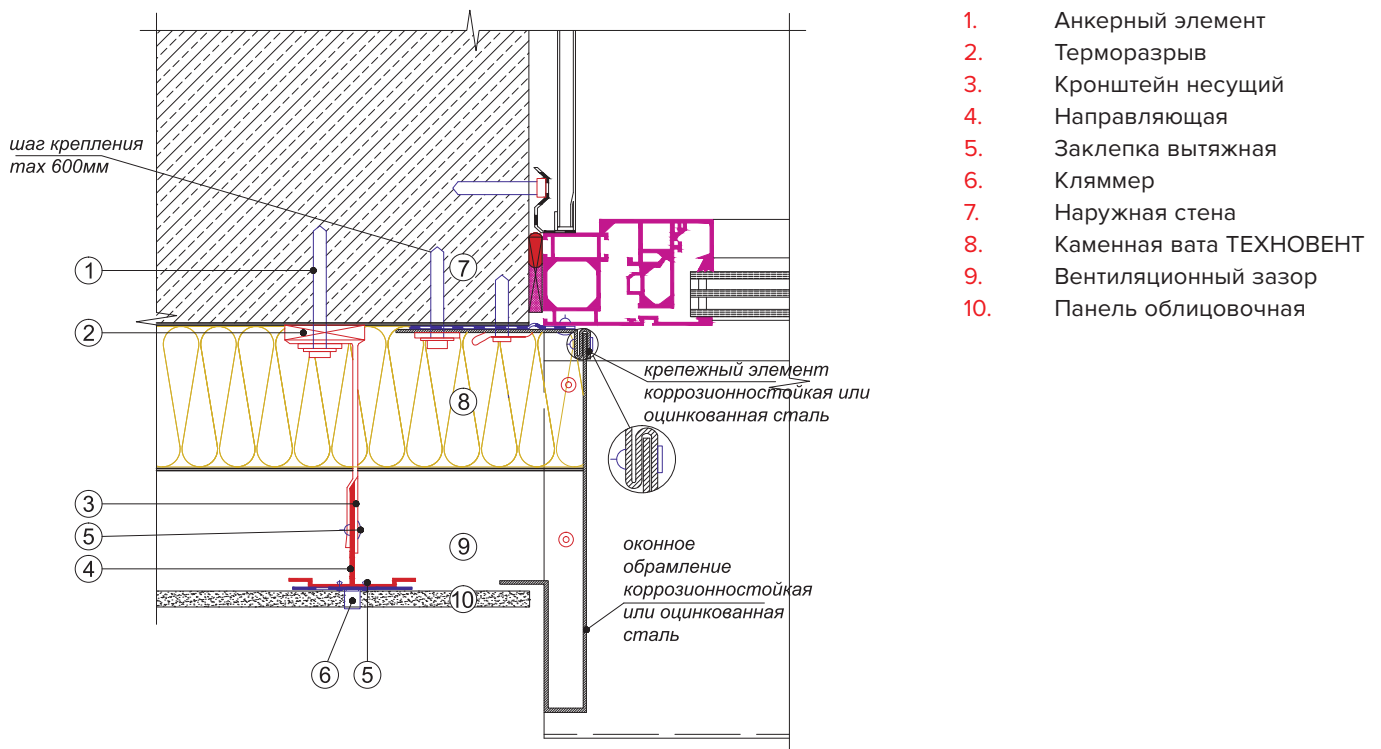 шаг крепления
max 600мм
1
7
2
крепежный элемент
коррозионностойкая или
оцинкованная сталь
8
3
5
9
4
10
оконное
обрамление
коррозионностойкая
или оцинкованная
сталь
6
5
1. Анкерный элемент
2. Терморазрыв
3. Кронштейн несущий
4. Направляющая
5. Заклепка вытяжная
6. Кляммер
7. Наружная стена
8. Каменная вата ТЕХНОВЕНТ
9. Вентиляционный зазор
10. Панель облицовочная